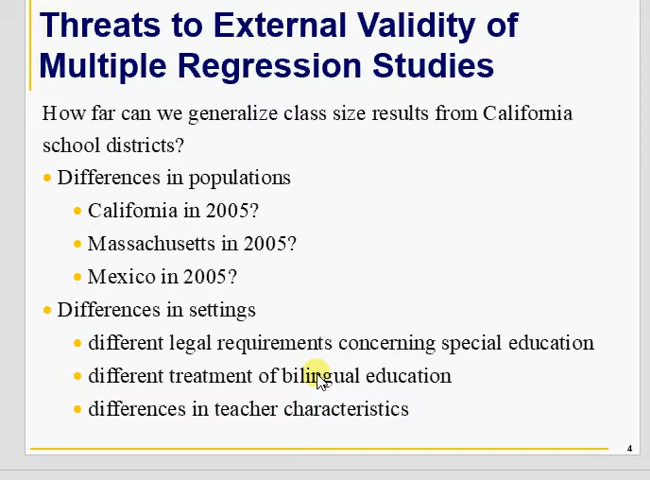 Threats to External Validity of
Multiple Regression Studies
How far can we generalize class size results from California
school districts?
Differences in populations
California in 2005?
Massachusetts in 2005?
Mexico in 2005?
Differences in settings
different legal requirements concerning special education
different treatment of bilingual education
differences in teacher characteristics
4